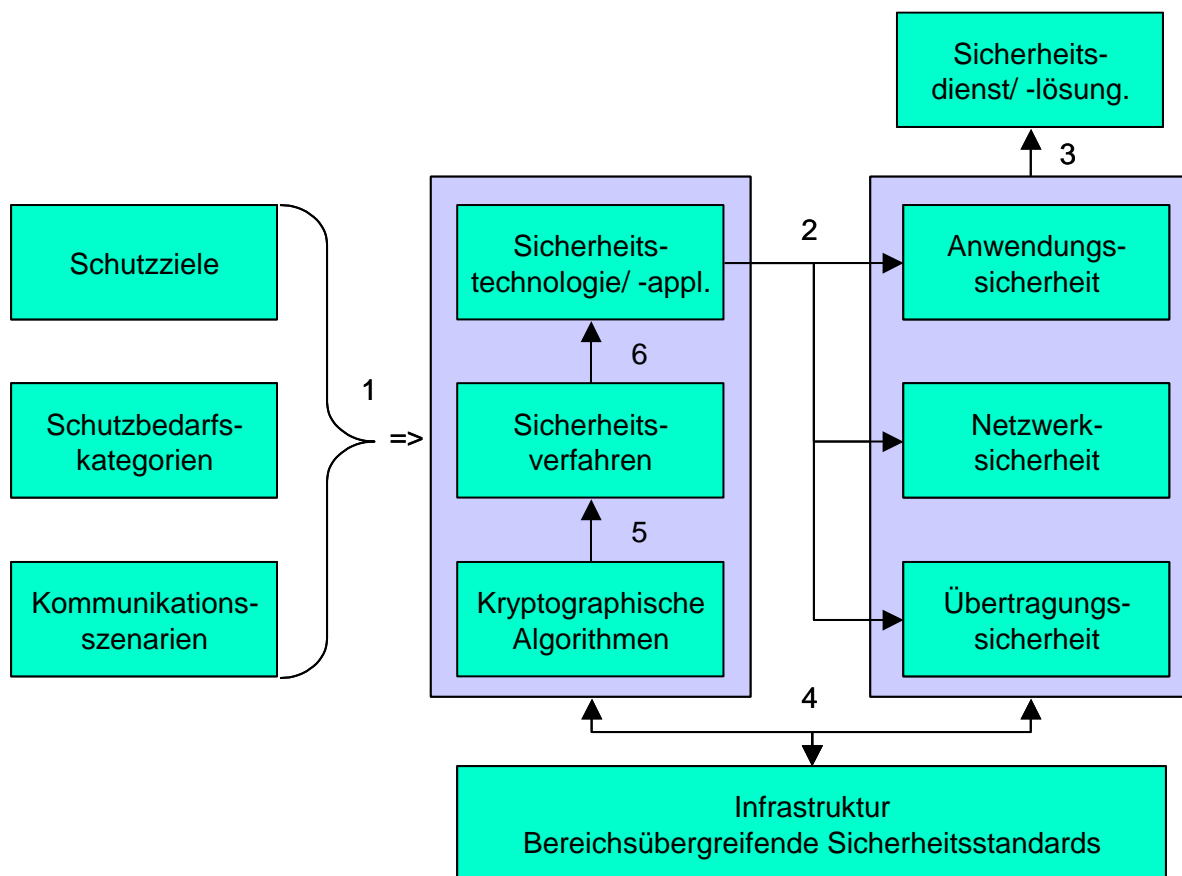 Sicherheits-
dienst/ -lösung.
3
Schutzziele
Sicherheits-
technologie/ -appl.
2
Anwendungs-
sicherheit
6
1
=>
Schutzbedarfs-
kategorien
Sicherheits-
verfahren
Netzwerk-
sicherheit
5
Kommunikations-
szenarien
Kryptographische
Algorithmen
Übertragungs-
sicherheit
4
Infrastruktur
Bereichsübergreifende Sicherheitsstandards